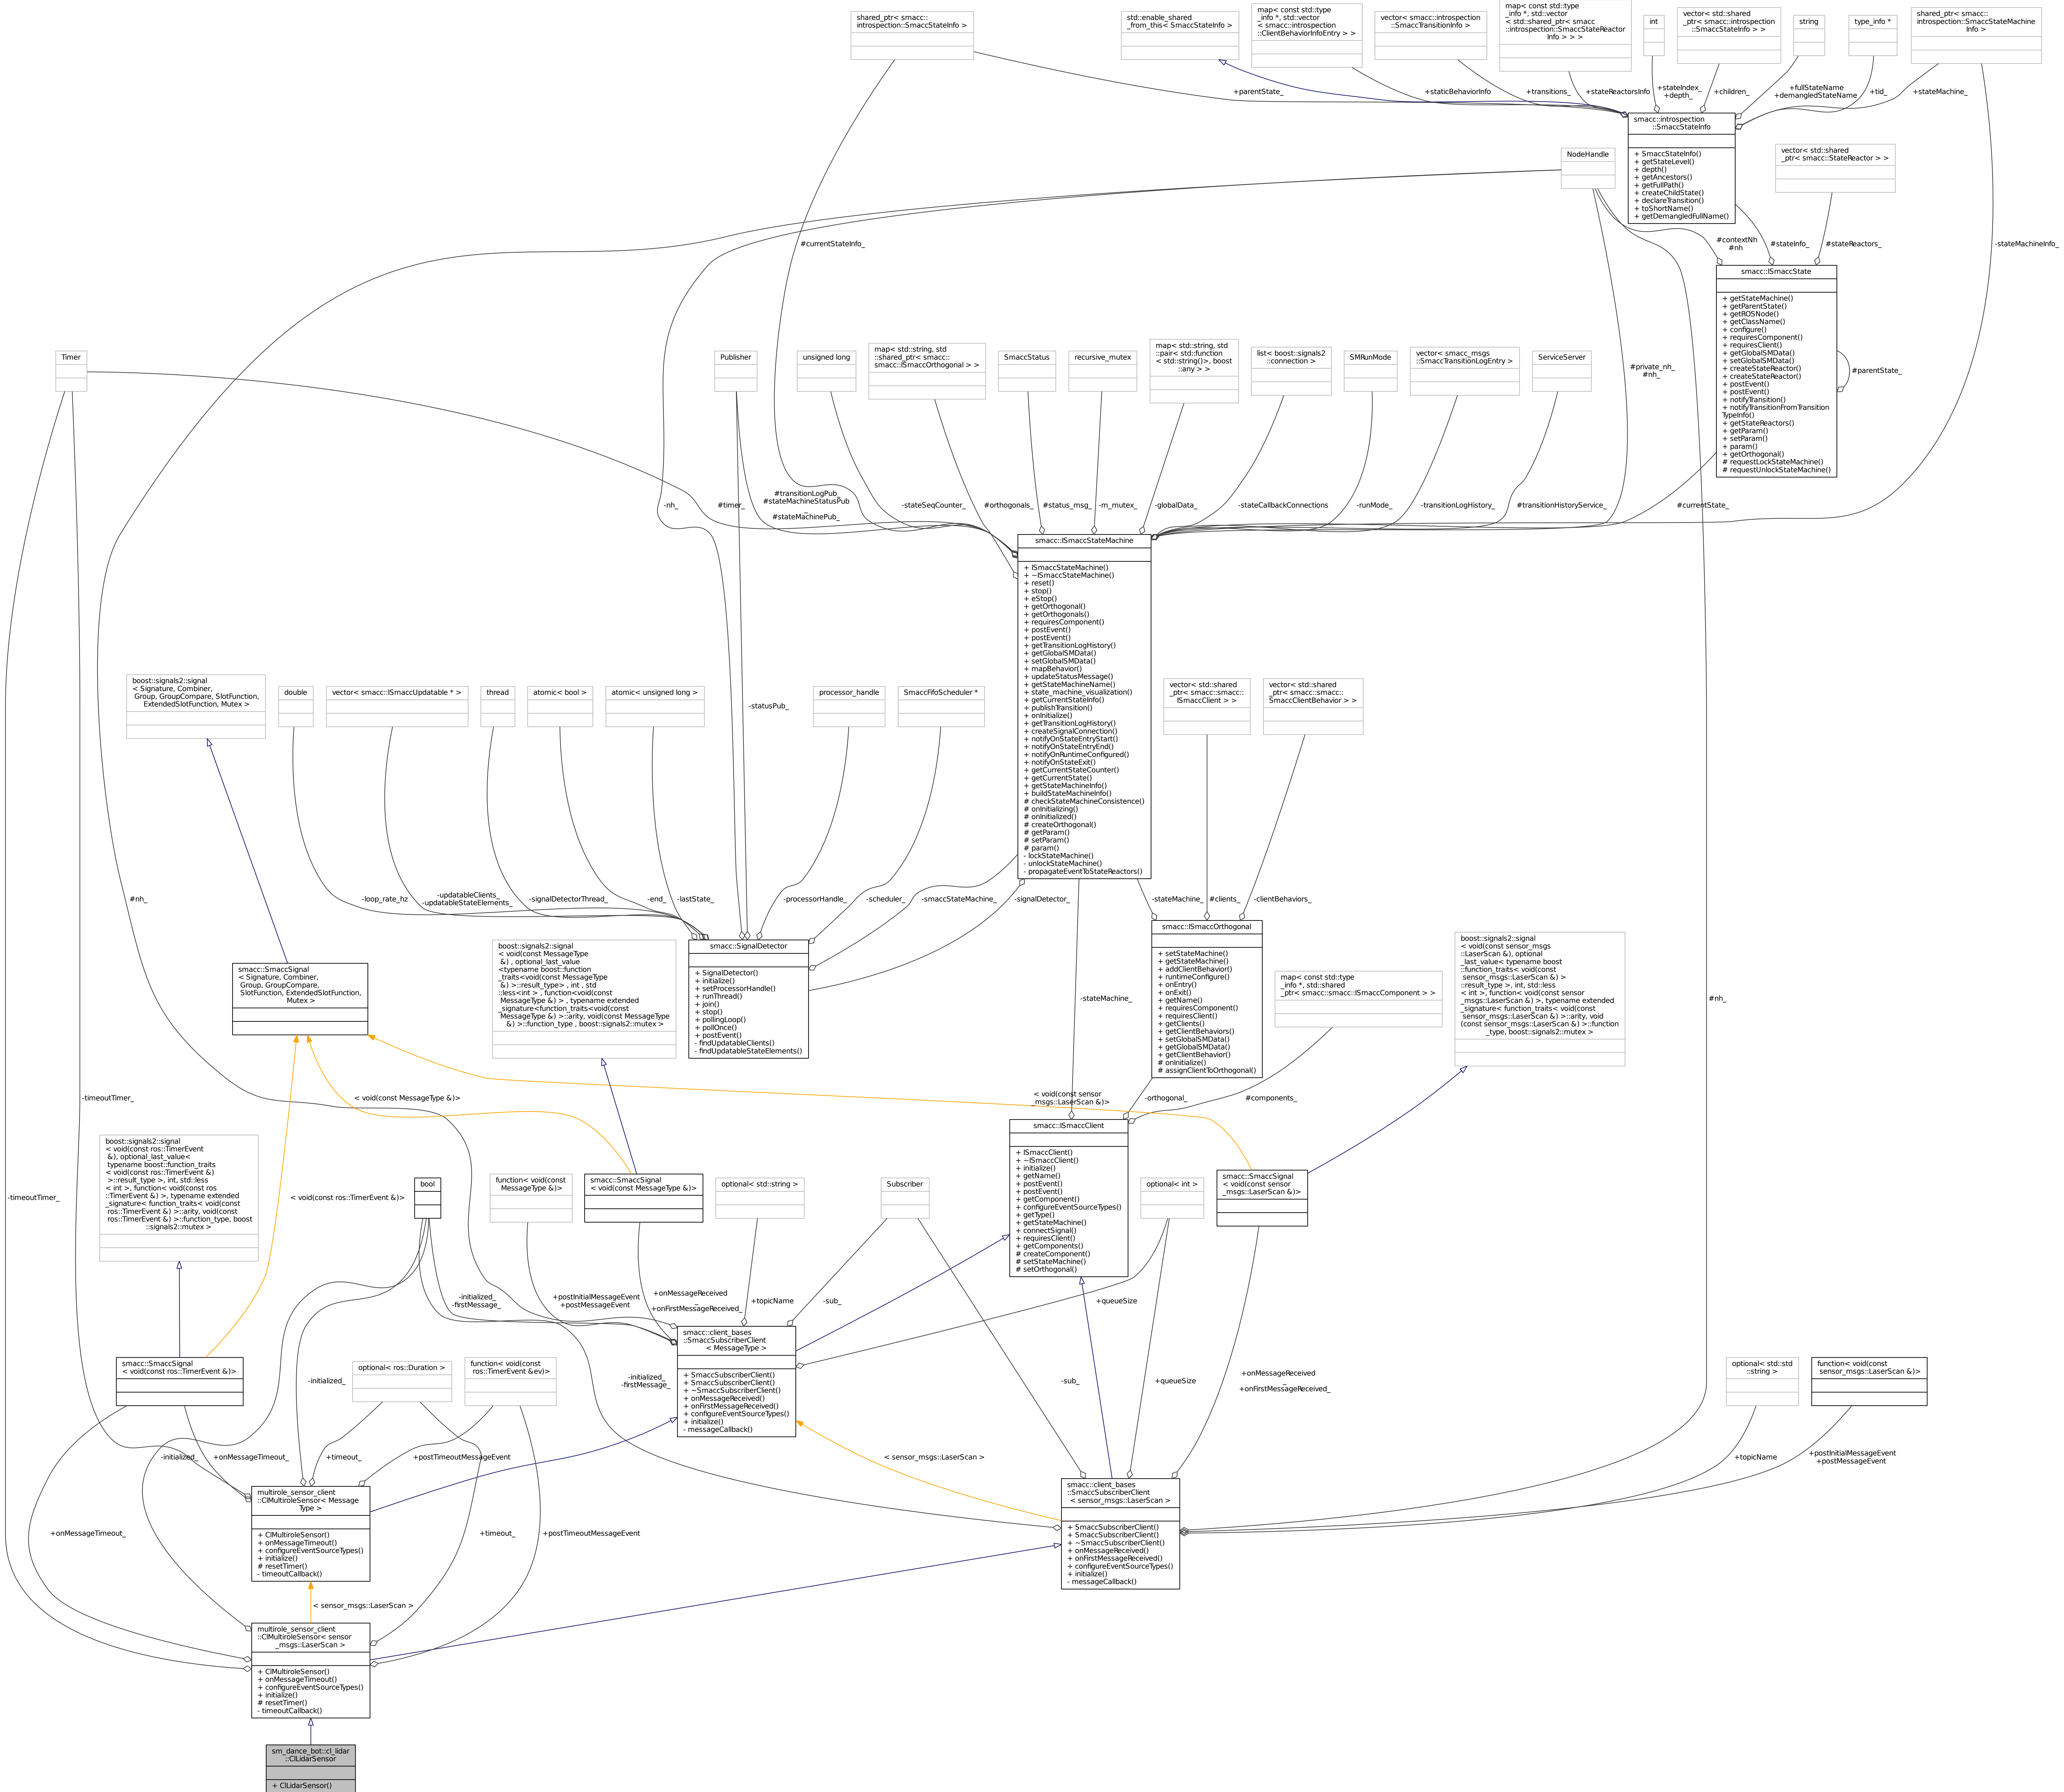 shared_ptr< smacc::
introspection::SmaccStateInfo >
std::enable_shared
_from_this< SmaccStateInfo >
map< const std::type
_info *, std::vector
< smacc::introspection
::ClientBehaviorInfoEntry > >
vector< smacc::introspection
::SmaccTransitionInfo >
map< const std::type
_info *, std::vector
< std::shared_ptr< smacc
::introspection::SmaccStateReactor
Info > > >
int
vector< std::shared
_ptr< smacc::introspection
::SmaccStateInfo > >
string
type_info *
shared_ptr< smacc::
introspection::SmaccStateMachine
Info >
+parentState_
+staticBehaviorInfo
+transitions_
+stateReactorsInfo
+stateIndex_
+depth_
+children_
+fullStateName
+demangledStateName
+tid_
+stateMachine_
smacc::introspection
::SmaccStateInfo
+ SmaccStateInfo()
+ getStateLevel()
+ depth()
+ getAncestors()
+ getFullPath()
+ createChildState()
+ declareTransition()
+ toShortName()
+ getDemangledFullName()
NodeHandle
vector< std::shared
_ptr< smacc::StateReactor > >
#currentStateInfo_
#contextNh
#nh
#stateInfo_
#stateReactors_
-stateMachineInfo_
smacc::ISmaccState
+ getStateMachine()
+ getParentState()
+ getROSNode()
+ getClassName()
+ configure()
+ requiresComponent()
+ requiresClient()
+ getGlobalSMData()
+ setGlobalSMData()
+ createStateReactor()
+ createStateReactor()
+ postEvent()
+ postEvent()
+ notifyTransition()
+ notifyTransitionFromTransition
TypeInfo()
+ getStateReactors()
+ getParam()
+ setParam()
+ param()
+ getOrthogonal()
# requestLockStateMachine()
# requestUnlockStateMachine()
#parentState_
Timer
Publisher
unsigned long
map< std::string, std
::shared_ptr< smacc::
smacc::ISmaccOrthogonal > >
SmaccStatus
recursive_mutex
map< std::string, std
::pair< std::function
< std::string()>, boost
::any > >
list< boost::signals2
::connection >
SMRunMode
vector< smacc_msgs
::SmaccTransitionLogEntry >
ServiceServer
#private_nh_
#nh_
-nh_
#timer_
#transitionLogPub_
#stateMachineStatusPub
_
#stateMachinePub_
-stateSeqCounter_
#orthogonals_
#status_msg_
-m_mutex_
-globalData_
-stateCallbackConnections
-runMode_
-transitionLogHistory_
#transitionHistoryService_
#currentState_
smacc::ISmaccStateMachine
+ ISmaccStateMachine()
+ ~ISmaccStateMachine()
+ reset()
+ stop()
+ eStop()
+ getOrthogonal()
+ getOrthogonals()
+ requiresComponent()
+ postEvent()
+ postEvent()
+ getTransitionLogHistory()
+ getGlobalSMData()
+ setGlobalSMData()
+ mapBehavior()
+ updateStatusMessage()
+ getStateMachineName()
+ state_machine_visualization()
+ getCurrentStateInfo()
+ publishTransition()
+ onInitialize()
+ getTransitionLogHistory()
+ createSignalConnection()
+ notifyOnStateEntryStart()
+ notifyOnStateEntryEnd()
+ notifyOnRuntimeConfigured()
+ notifyOnStateExit()
+ getCurrentStateCounter()
+ getCurrentState()
+ getStateMachineInfo()
+ buildStateMachineInfo()
# checkStateMachineConsistence()
# onInitializing()
# onInitialized()
# createOrthogonal()
# getParam()
# setParam()
# param()
- lockStateMachine()
- unlockStateMachine()
- propagateEventToStateReactors()
boost::signals2::signal
< Signature, Combiner,
Group, GroupCompare, SlotFunction,
ExtendedSlotFunction, Mutex >
double
vector< smacc::ISmaccUpdatable * >
thread
atomic< bool >
atomic< unsigned long >
-statusPub_
processor_handle
SmaccFifoScheduler *
vector< std::shared
_ptr< smacc::smacc::
ISmaccClient > >
vector< std::shared
_ptr< smacc::smacc::
SmaccClientBehavior > >
#nh_
-loop_rate_hz
-updatableClients_
-updatableStateElements_
-signalDetectorThread_
-end_
-lastState_
-processorHandle_
-scheduler_
-smaccStateMachine_
-signalDetector_
-stateMachine_
#clients_
-clientBehaviors_
smacc::SignalDetector
+ SignalDetector()
+ initialize()
+ setProcessorHandle()
+ runThread()
+ join()
+ stop()
+ pollingLoop()
+ pollOnce()
+ postEvent()
- findUpdatableClients()
- findUpdatableStateElements()
smacc::ISmaccOrthogonal
+ setStateMachine()
+ getStateMachine()
+ addClientBehavior()
+ runtimeConfigure()
+ onEntry()
+ onExit()
+ getName()
+ requiresComponent()
+ requiresClient()
+ getClients()
+ getClientBehaviors()
+ setGlobalSMData()
+ getGlobalSMData()
+ getClientBehavior()
# onInitialize()
# assignClientToOrthogonal()
smacc::SmaccSignal
< Signature, Combiner,
Group, GroupCompare,
SlotFunction, ExtendedSlotFunction,
Mutex >
boost::signals2::signal
< void(const MessageType
&) , optional_last_value
<typename boost::function
_traits<void(const MessageType
&) >::result_type> , int , std
::less<int > , function<void(const
MessageType &) > , typename extended
_signature<function_traits<void(const
MessageType &) >::arity, void(const MessageType
&) >::function_type , boost::signals2::mutex >
map< const std::type
_info *, std::shared
_ptr< smacc::smacc::ISmaccComponent > >
boost::signals2::signal
< void(const sensor_msgs
::LaserScan &), optional
_last_value< typename boost
::function_traits< void(const
sensor_msgs::LaserScan &) >
::result_type >, int, std::less
< int >, function< void(const sensor
_msgs::LaserScan &) >, typename extended
_signature< function_traits< void(const
sensor_msgs::LaserScan &) >::arity, void
(const sensor_msgs::LaserScan &) >::function
_type, boost::signals2::mutex >
-stateMachine_
#nh_
-timeoutTimer_
< void(const MessageType &)>
< void(const sensor
_msgs::LaserScan &)>
-orthogonal_
#components_
smacc::ISmaccClient
+ ISmaccClient()
+ ~ISmaccClient()
+ initialize()
+ getName()
+ postEvent()
+ postEvent()
+ getComponent()
+ configureEventSourceTypes()
+ getType()
+ getStateMachine()
+ connectSignal()
+ requiresClient()
+ getComponents()
# createComponent()
# setStateMachine()
# setOrthogonal()
boost::signals2::signal
< void(const ros::TimerEvent
&), optional_last_value<
typename boost::function_traits
< void(const ros::TimerEvent &)
>::result_type >, int, std::less
< int >, function< void(const ros
::TimerEvent &) >, typename extended
_signature< function_traits< void(const
ros::TimerEvent &) >::arity, void(const
ros::TimerEvent &) >::function_type, boost
::signals2::mutex >
-timeoutTimer_
< void(const ros::TimerEvent &)>
bool
function< void(const
MessageType &)>
smacc::SmaccSignal
< void(const MessageType &)>
optional< std::string >
Subscriber
optional< int >
smacc::SmaccSignal
< void(const sensor
_msgs::LaserScan &)>
-initialized_
-firstMessage_
+postInitialMessageEvent
+postMessageEvent
+onMessageReceived
_
+onFirstMessageReceived_
+topicName
-sub_
+queueSize
smacc::client_bases
::SmaccSubscriberClient
< MessageType >
+ SmaccSubscriberClient()
+ SmaccSubscriberClient()
+ ~SmaccSubscriberClient()
+ onMessageReceived()
+ onFirstMessageReceived()
+ configureEventSourceTypes()
+ initialize()
- messageCallback()
smacc::SmaccSignal
< void(const ros::TimerEvent &)>
-initialized_
optional< ros::Duration >
function< void(const
ros::TimerEvent &ev)>
-initialized_
-firstMessage_
-sub_
+queueSize
+onMessageReceived
_
+onFirstMessageReceived_
optional< std::std
::string >
function< void(const
sensor_msgs::LaserScan &)>
-initialized_
+onMessageTimeout_
+timeout_
+postTimeoutMessageEvent
< sensor_msgs::LaserScan >
+topicName
+postInitialMessageEvent
+postMessageEvent
multirole_sensor_client
::ClMultiroleSensor< Message
Type >
+ ClMultiroleSensor()
+ onMessageTimeout()
+ configureEventSourceTypes()
+ initialize()
# resetTimer()
- timeoutCallback()
smacc::client_bases
::SmaccSubscriberClient
< sensor_msgs::LaserScan >
+ SmaccSubscriberClient()
+ SmaccSubscriberClient()
+ ~SmaccSubscriberClient()
+ onMessageReceived()
+ onFirstMessageReceived()
+ configureEventSourceTypes()
+ initialize()
- messageCallback()
+onMessageTimeout_
+timeout_
+postTimeoutMessageEvent
< sensor_msgs::LaserScan >
multirole_sensor_client
::ClMultiroleSensor< sensor
_msgs::LaserScan >
+ ClMultiroleSensor()
+ onMessageTimeout()
+ configureEventSourceTypes()
+ initialize()
# resetTimer()
- timeoutCallback()
sm_dance_bot::cl_lidar
::ClLidarSensor
+ ClLidarSensor()